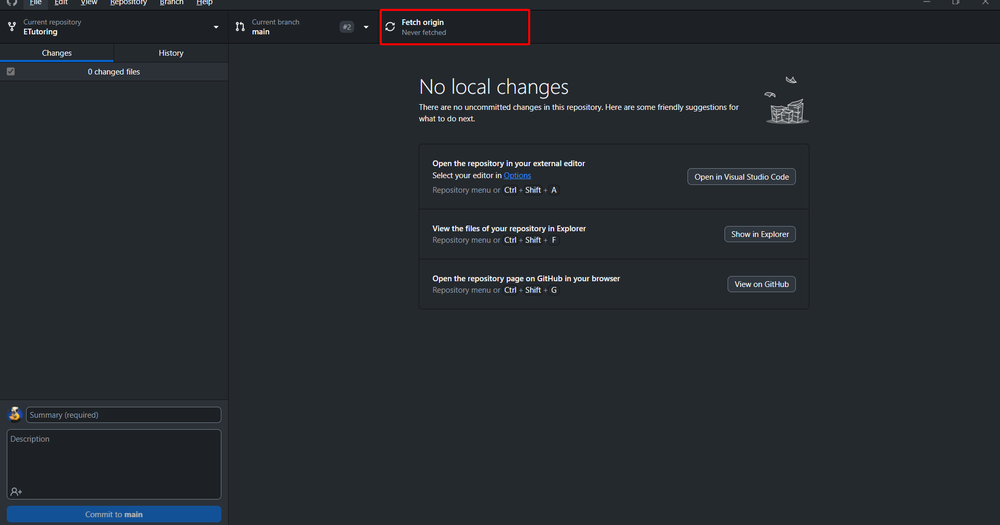 File Edit View Repository Branch Help
Current repository
ETutoring
Current branch
main
#2
Fetch origin
Never fetched
Changes
History
0 changed files
No local changes
There are no uncommitted changes in this repository. Here are some friendly suggestions for
what to do next.
Open the repository in your external editor
Select your editor in Options
Repository menu or Ctrl + Shift + A
Open in Visual Studio Code
View the files of your repository in Explorer
Repository menu or Ctrl + Shift + F
Show in Explorer
Open the repository page on GitHub in your browser
Repository menu or Ctrl + Shift + G
View on GitHub
Summary (required)
Description
Commit to main